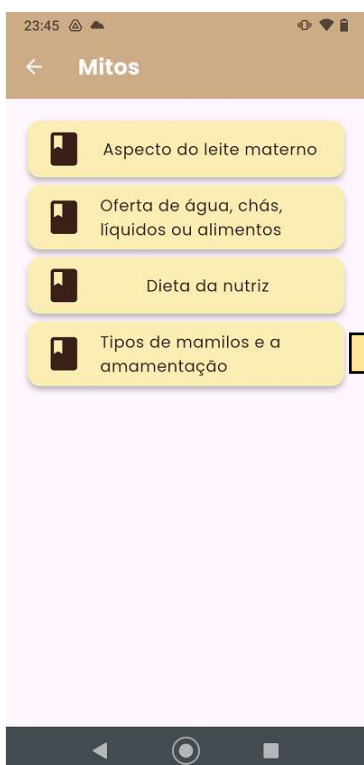 23:45
Mitos
Aspecto do leite materno
Oferta de água, chás,
líquidos ou alimentos
Dieta da nutriz
Tipos de mamilos e a
amamentação